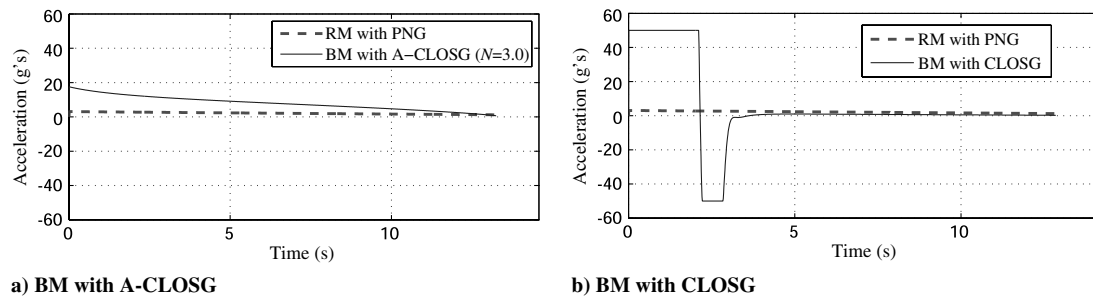 60
40
20
0
-20
-40
-60
Acceleration (g's)
RM with PNG
BM with A−CLOSG (N=3.0)
0
5
10
Time (s)
a) BM with A-CLOSG
60
40
20
0
-20
-40
-60
Acceleration (g's)
RM with PNG
BM with CLOSG
0
5
10
Time (s)
b) BM with CLOSG